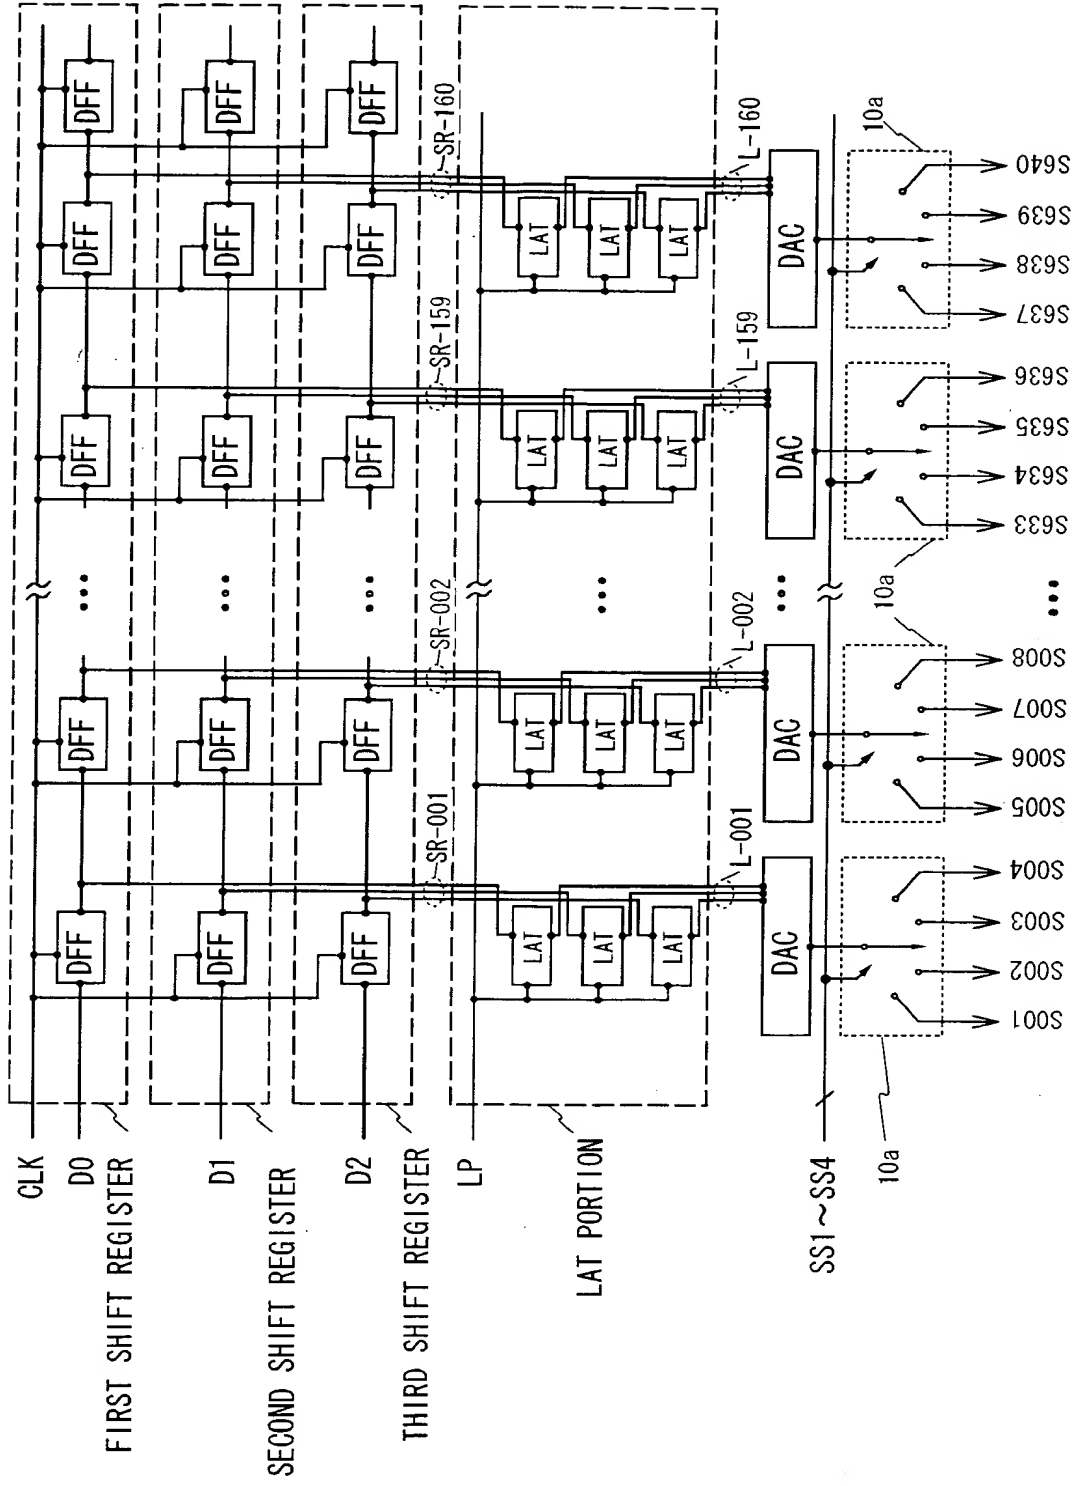 CLK
D0
FIRST SHIFT REGISTER
DFF
DFF
DFF
DFF
DFF
D1
SECOND SHIFT REGISTER
DFF
DFF
DFF
DFF
DFF
D2
THIRD SHIFT REGISTER
DFF
DFF
DFF
DFF
DFF
SR-001
SR-002
SR-159
SR-160
LP
LAT PORTION
LAT
LAT
LAT
LAT
LAT
LAT
LAT
LAT
LAT
LAT
LAT
LAT
L-001
L-002
L-159
L-160
DAC
DAC
DAC
DAC
SS1~SS4
10a
10a
10a
10a
S001
S002
S003
S004
S005
S006
S007
S008
S633
S634
S635
S636
S637
S638
S639
S640